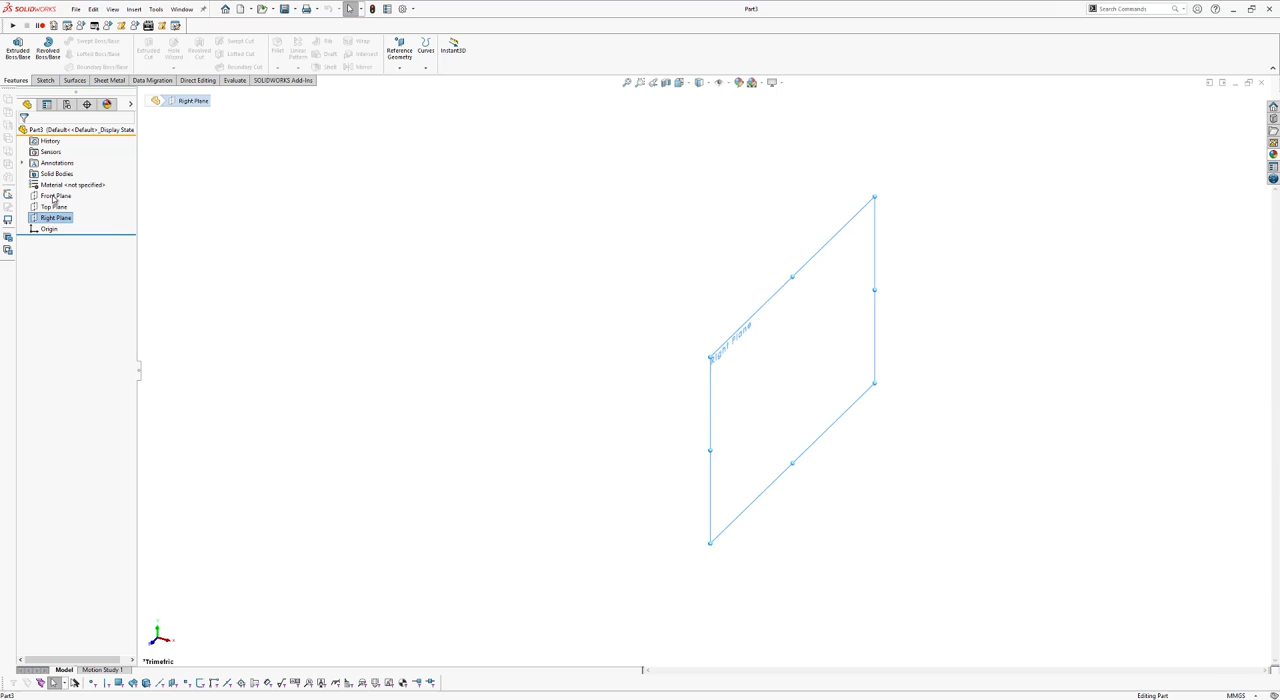 SOLIDWORKS File Edit View Insert Tools Window Part3 Search Commands
Extruded Boss/Base
Revolved Boss/Base
Swept Boss/Base
Lofted Boss/Base
Boundary Boss/Base
Extruded Cut
Hole Wizard
Revolved Cut
Swept Cut
Lofted Cut
Boundary Cut
Fillet
Linear Pattern
Rib
Draft
Shell
Wrap
Intersect
Mirror
Reference Geometry
Curves
Instant3D
Features Sketch Surfaces Sheet Metal Data Migration Direct Editing Evaluate SOLIDWORKS Add-Ins
Right Plane
Part3 (Default<<Default>_Display State
History
Sensors
Annotations
Solid Bodies
Material <not specified>
Front Plane
Top Plane
Right Plane
Origin
Right Plane
*Trimetric
Model Motion Study 1
Part3 Editing Part MMGS